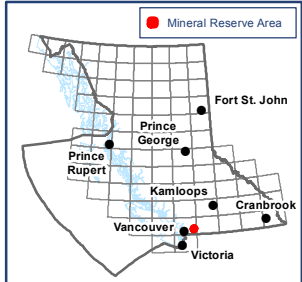 Mineral Reserve Area
Fort St. John
Prince
George
Prince
Rupert
Kamloops
Cranbrook
Vancouver
Victoria